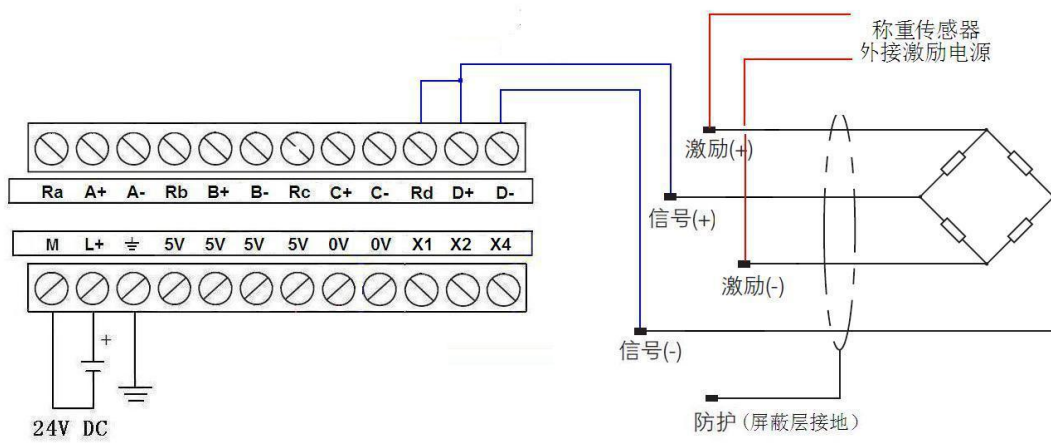 称重传感器
外接激励电源
激励(+)
Ra A+ A- Rb B+ B- Rc C+ C- Rd D+ D-
信号(+)
M L+ ⏚ 5V 5V 5V 5V 0V 0V X1 X2 X4
激励(-)
+
信号(-)
防护(屏蔽层接地)
24V DC